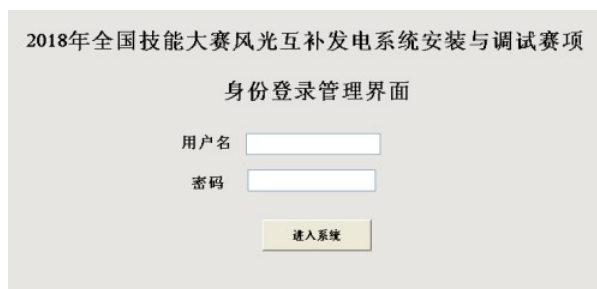 2018年全国技能大赛风光互补发电系统安装与调试赛项
身份登录管理界面
用户名
密码
进入系统